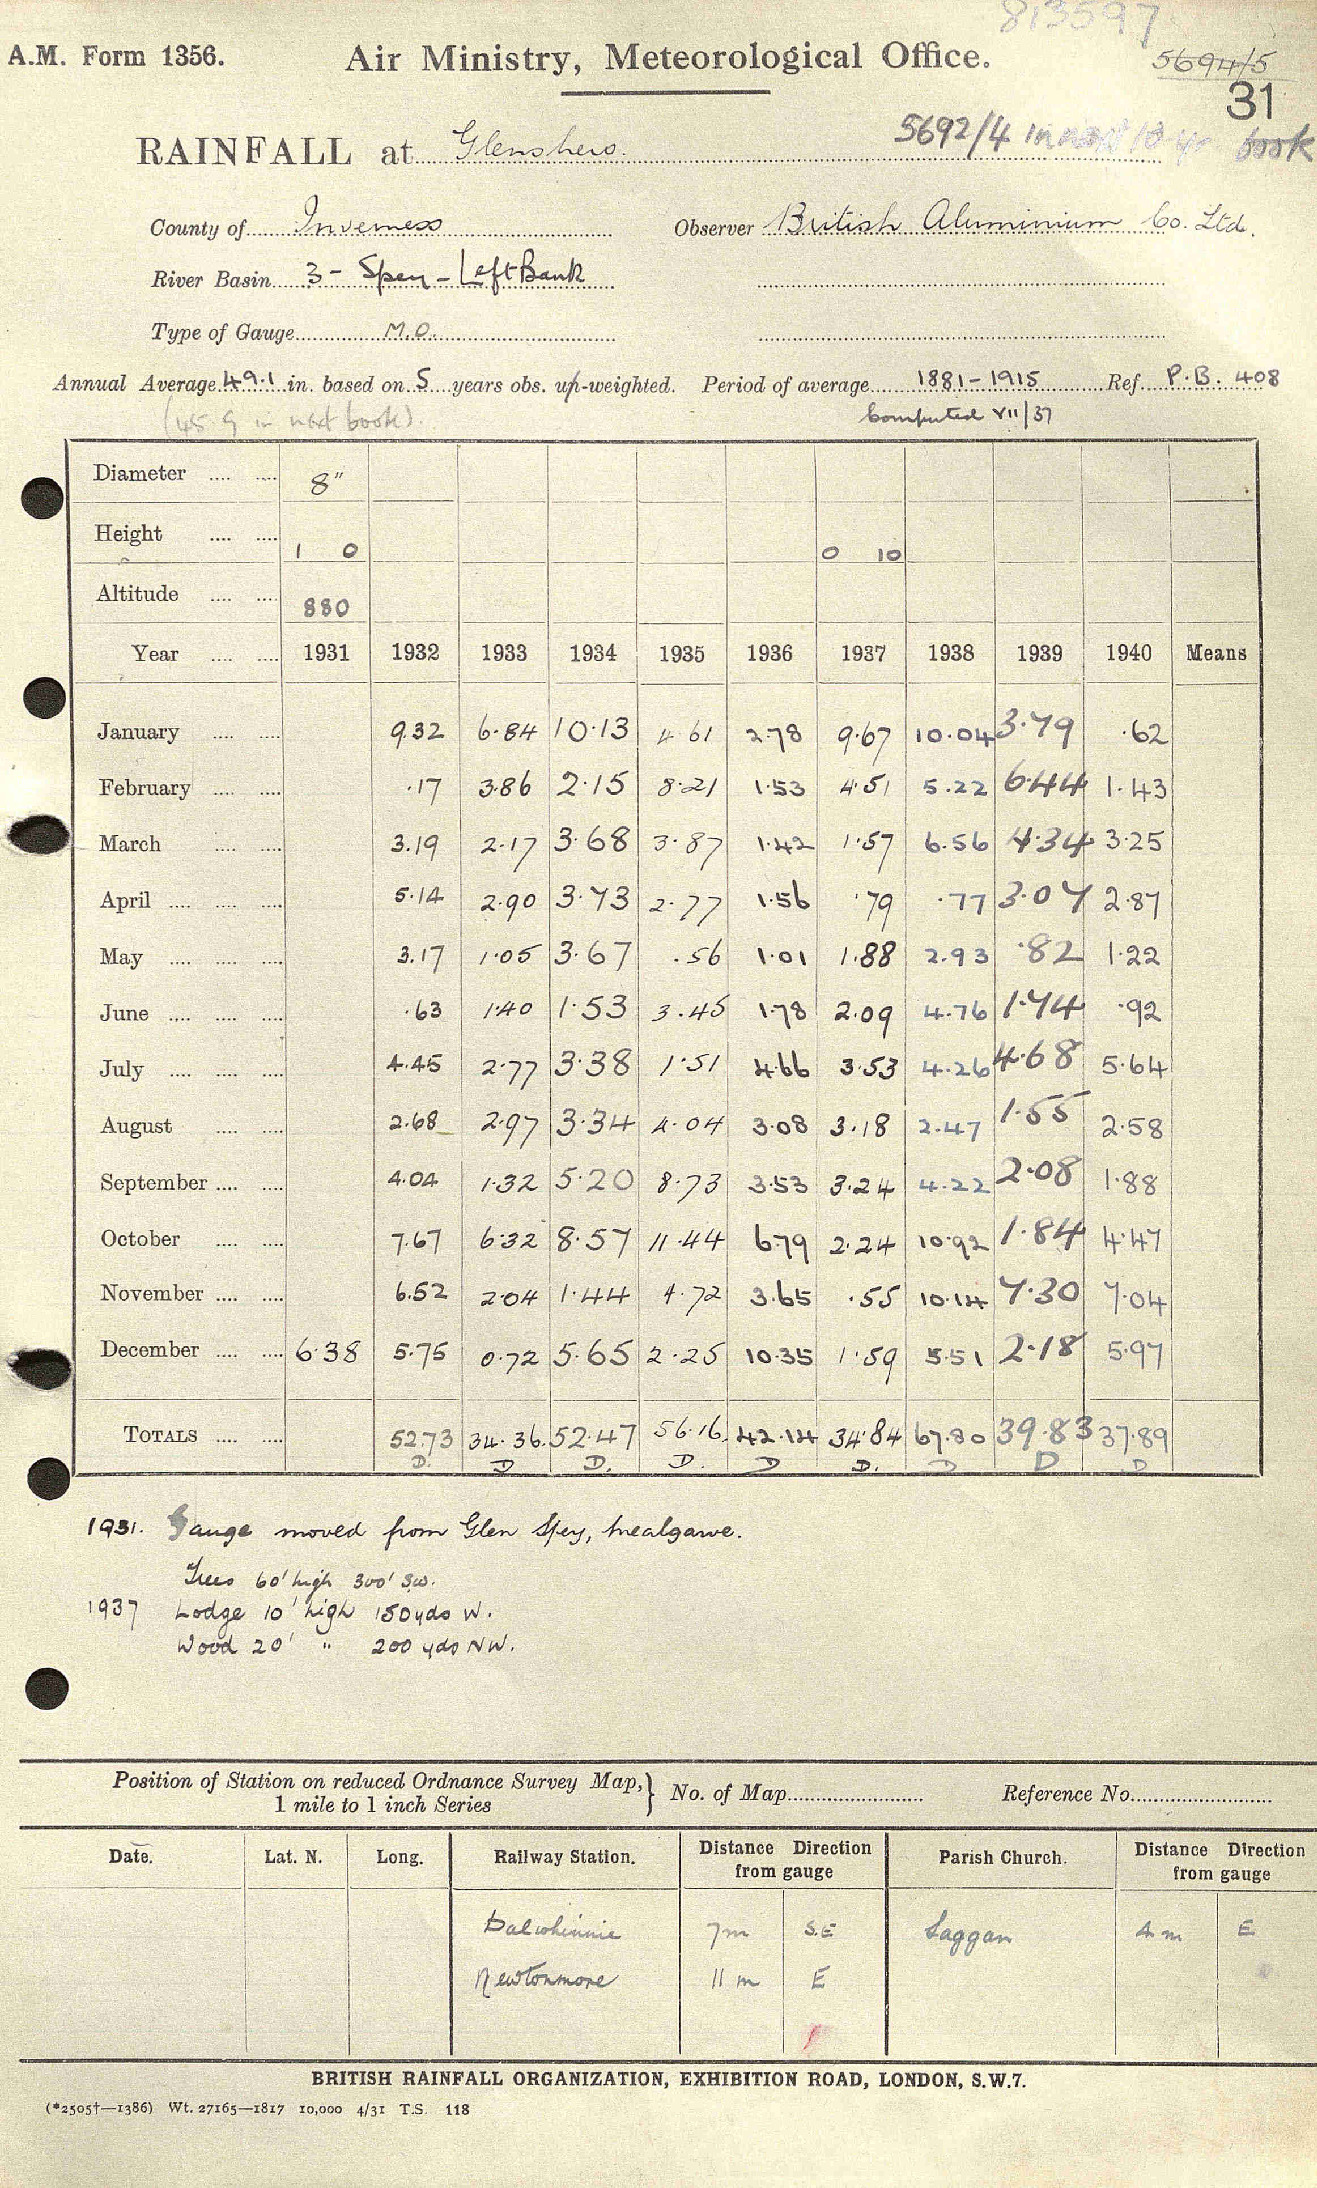 813597
A.M. Form 1356. Air Ministry, Meteorological Office. 5694/5
31
RAINFALL at Glenshero. 5692/4 in next 10 yr book
County of Inverness Observer British Aluminium Co. Ltd.
River Basin 3 - Spey - Left Bank
Type of Gauge M.O.
Annual Average 49.1 in. based on 5 years obs. un-weighted. Period of average 1881-1915 Ref. P.B. 408
(45.9 in next book). Computed VII/37
Diameter 8"
Height 1 0 0 10
Altitude 880
Year 1931 1932 1933 1934 1935 1936 1937 1938 1939 1940 Means
January 9.32 6.84 10.13 4.61 2.78 9.67 10.04 3.79 .62
February .17 3.86 2.15 8.21 1.53 4.51 5.22 6.44 1.43
March 3.19 2.17 3.68 3.87 1.42 1.57 6.56 4.34 3.25
April 5.14 2.90 3.73 2.77 1.56 .79 .77 3.07 2.87
May 3.17 1.05 3.67 .56 1.01 1.88 2.93 .82 1.22
June .63 1.40 1.53 3.45 1.78 2.09 4.76 1.74 .92
July 4.45 2.77 3.38 1.51 4.66 3.53 4.26 4.68 5.64
August 2.68 2.97 3.34 4.04 3.08 3.18 2.47 1.55 2.58
September 4.04 1.32 5.20 8.73 3.53 3.24 4.22 2.08 1.88
October 7.67 6.32 8.57 11.44 6.79 2.24 10.92 1.84 4.47
November 6.52 2.04 1.44 4.72 3.65 .55 10.14 7.30 7.04
December 6.38 5.75 0.72 5.65 2.25 10.35 1.59 5.51 2.18 5.97
TOTALS 52.73 34.36 52.47 56.16 42.14 34.84 67.80 39.83 37.89
D. D D. D. D D. D D D
1931. Gauge moved from Glen Spey, Mealgarve.
Trees 60' high 300' SW.
1937 Lodge 10' high 150 yds W.
Wood 20' " 200 yds NW.
Position of Station on reduced Ordnance Survey Map, } No. of Map Reference No.
1 mile to 1 inch Series
Date. Lat. N. Long. Railway Station. Distance Direction from gauge Parish Church. Distance Direction from gauge
Dalwhinnie 7m S.E Laggan 4 m E
Newtonmore 11 m E
BRITISH RAINFALL ORGANIZATION, EXHIBITION ROAD, LONDON, S.W.7.
(*2505†—1386) Wt. 27165—1817 10,000 4/31 T.S. 118